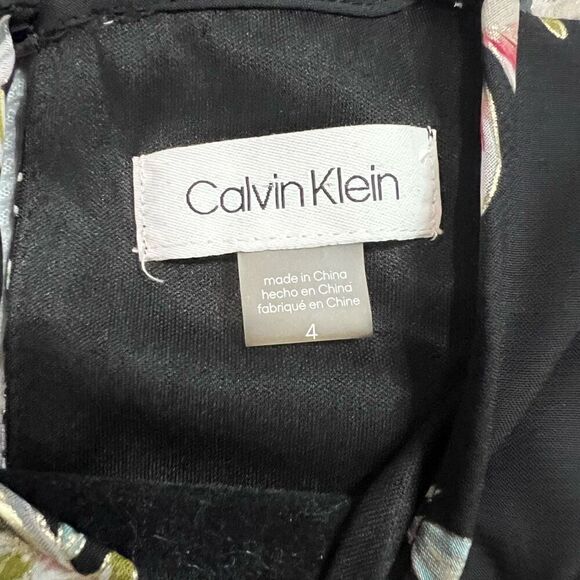 Calvin Klein
made in China
hecho en China
fabriqué en Chine
4